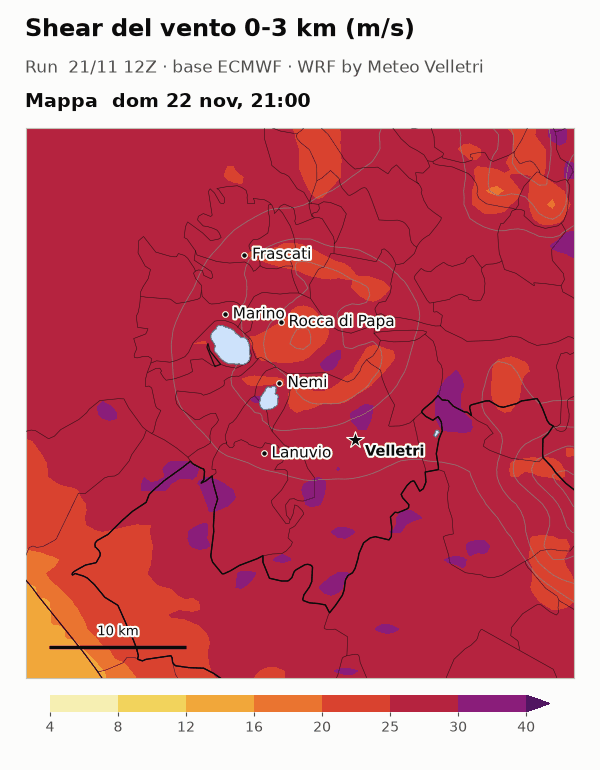 Shear del vento 0-3 km (m/s)
Run  21/11 12Z · base ECMWF · WRF by Meteo Velletri
Mappa  dom 22 nov, 21:00
Frascati
Marino
Rocca di Papa
Nemi
Velletri
Lanuvio
10 km
4 8 12 16 20 25 30 40